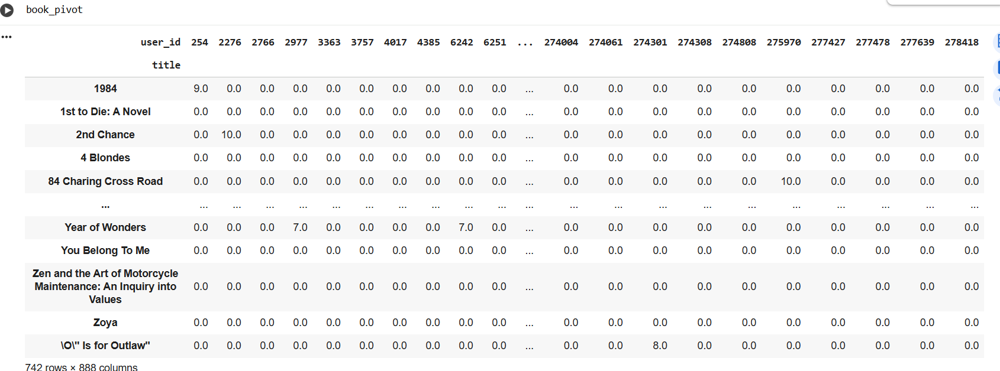 book_pivot
user_id 254 2276 2766 2977 3363 3757 4017 4385 6242 6251 ... 274004 274061 274301 274308 274808 275970 277427 277478 277639 278418
title
1984 9.0 0.0 0.0 0.0 0.0 0.0 0.0 0.0 0.0 0.0 ... 0.0 0.0 0.0 0.0 0.0 0.0 0.0 0.0 0.0 0.0
1st to Die: A Novel 0.0 0.0 0.0 0.0 0.0 0.0 0.0 0.0 0.0 0.0 ... 0.0 0.0 0.0 0.0 0.0 0.0 0.0 0.0 0.0 0.0
2nd Chance 0.0 10.0 0.0 0.0 0.0 0.0 0.0 0.0 0.0 0.0 ... 0.0 0.0 0.0 0.0 0.0 0.0 0.0 0.0 0.0 0.0
4 Blondes 0.0 0.0 0.0 0.0 0.0 0.0 0.0 0.0 0.0 0.0 ... 0.0 0.0 0.0 0.0 0.0 0.0 0.0 0.0 0.0 0.0
84 Charing Cross Road 0.0 0.0 0.0 0.0 0.0 0.0 0.0 0.0 0.0 0.0 ... 0.0 0.0 0.0 0.0 0.0 10.0 0.0 0.0 0.0 0.0
... ... ... ... ... ... ... ... ... ... ... ... ... ... ... ... ... ... ... ... ... ...
Year of Wonders 0.0 0.0 0.0 7.0 0.0 0.0 0.0 0.0 7.0 0.0 ... 0.0 0.0 0.0 0.0 0.0 0.0 0.0 0.0 0.0 0.0
You Belong To Me 0.0 0.0 0.0 0.0 0.0 0.0 0.0 0.0 0.0 0.0 ... 0.0 0.0 0.0 0.0 0.0 0.0 0.0 0.0 0.0 0.0
Zen and the Art of Motorcycle
Maintenance: An Inquiry into 0.0 0.0 0.0 0.0 0.0 0.0 0.0 0.0 0.0 0.0 ... 0.0 0.0 0.0 0.0 0.0 0.0 0.0 0.0 0.0 0.0
Values
Zoya 0.0 0.0 0.0 0.0 0.0 0.0 0.0 0.0 0.0 0.0 ... 0.0 0.0 0.0 0.0 0.0 0.0 0.0 0.0 0.0 0.0
\O\" Is for Outlaw" 0.0 0.0 0.0 0.0 0.0 0.0 0.0 0.0 0.0 0.0 ... 0.0 0.0 8.0 0.0 0.0 0.0 0.0 0.0 0.0 0.0
742 rows × 888 columns